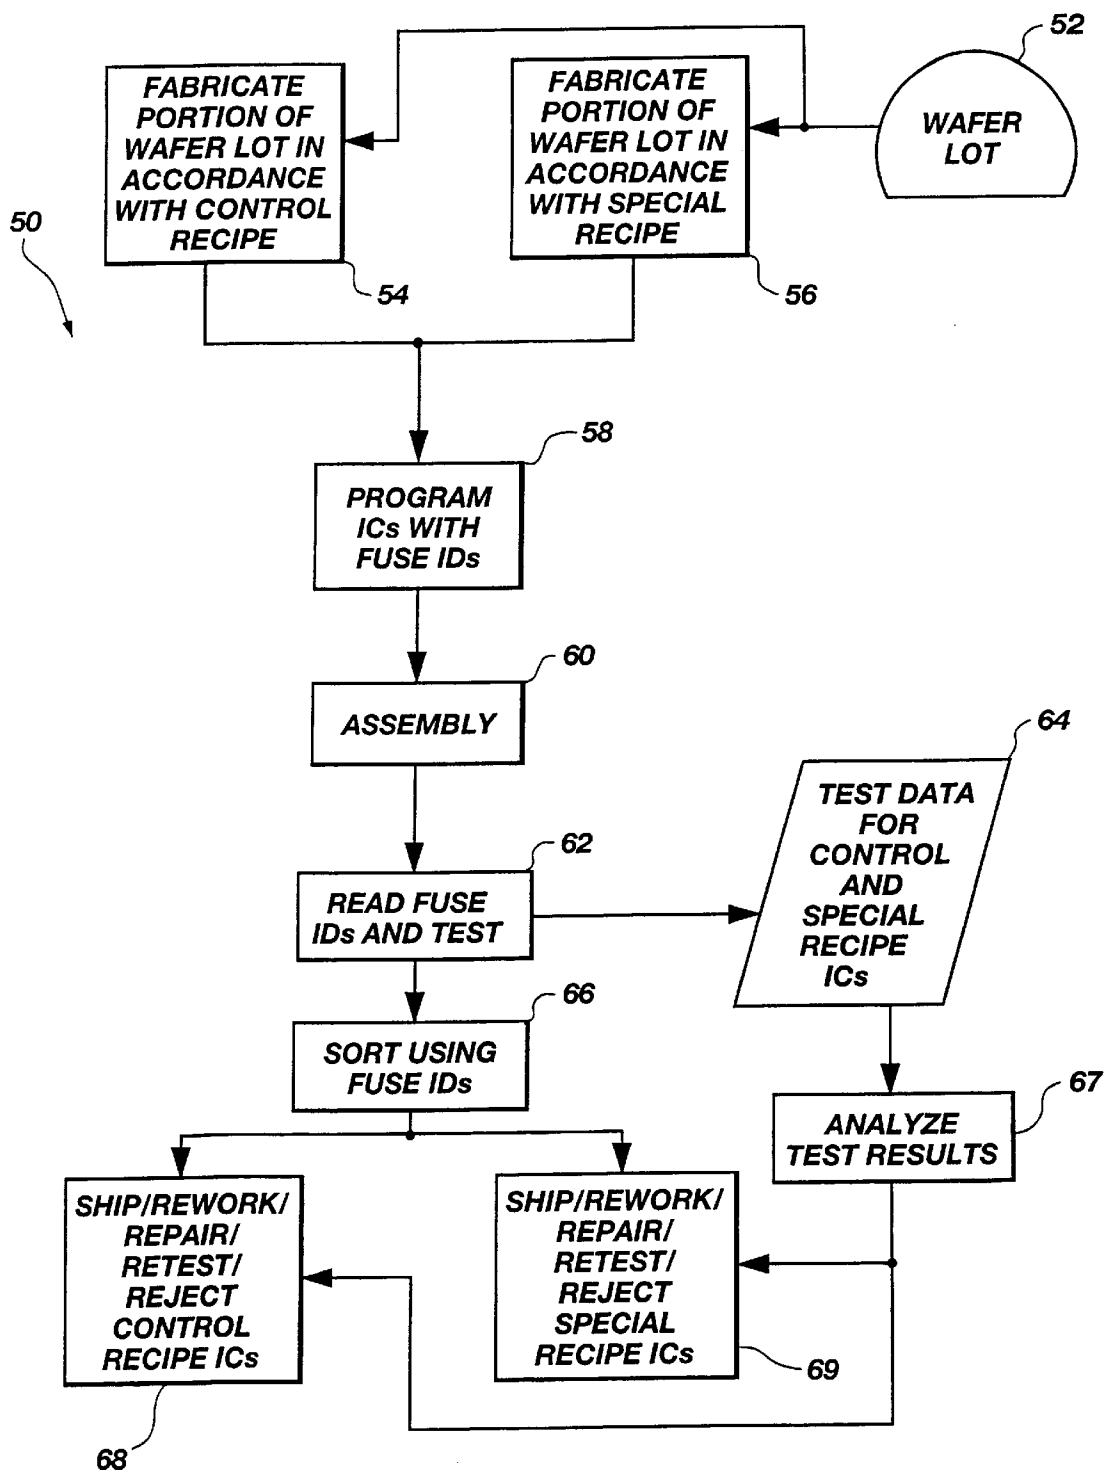 52
WAFER
LOT
FABRICATE
PORTION OF
WAFER LOT IN
ACCORDANCE
WITH CONTROL
RECIPE
54
FABRICATE
PORTION OF
WAFER LOT IN
ACCORDANCE
WITH SPECIAL
RECIPE
56
50
58
PROGRAM
ICs WITH
FUSE IDs
60
ASSEMBLY
62
READ FUSE
IDs AND TEST
64
TEST DATA
FOR
CONTROL
AND
SPECIAL
RECIPE
ICs
66
SORT USING
FUSE IDs
67
ANALYZE
TEST RESULTS
SHIP/REWORK/
REPAIR/
RETEST/
REJECT
CONTROL
RECIPE ICs
68
SHIP/REWORK/
REPAIR/
RETEST/
REJECT
SPECIAL
RECIPE ICs
69